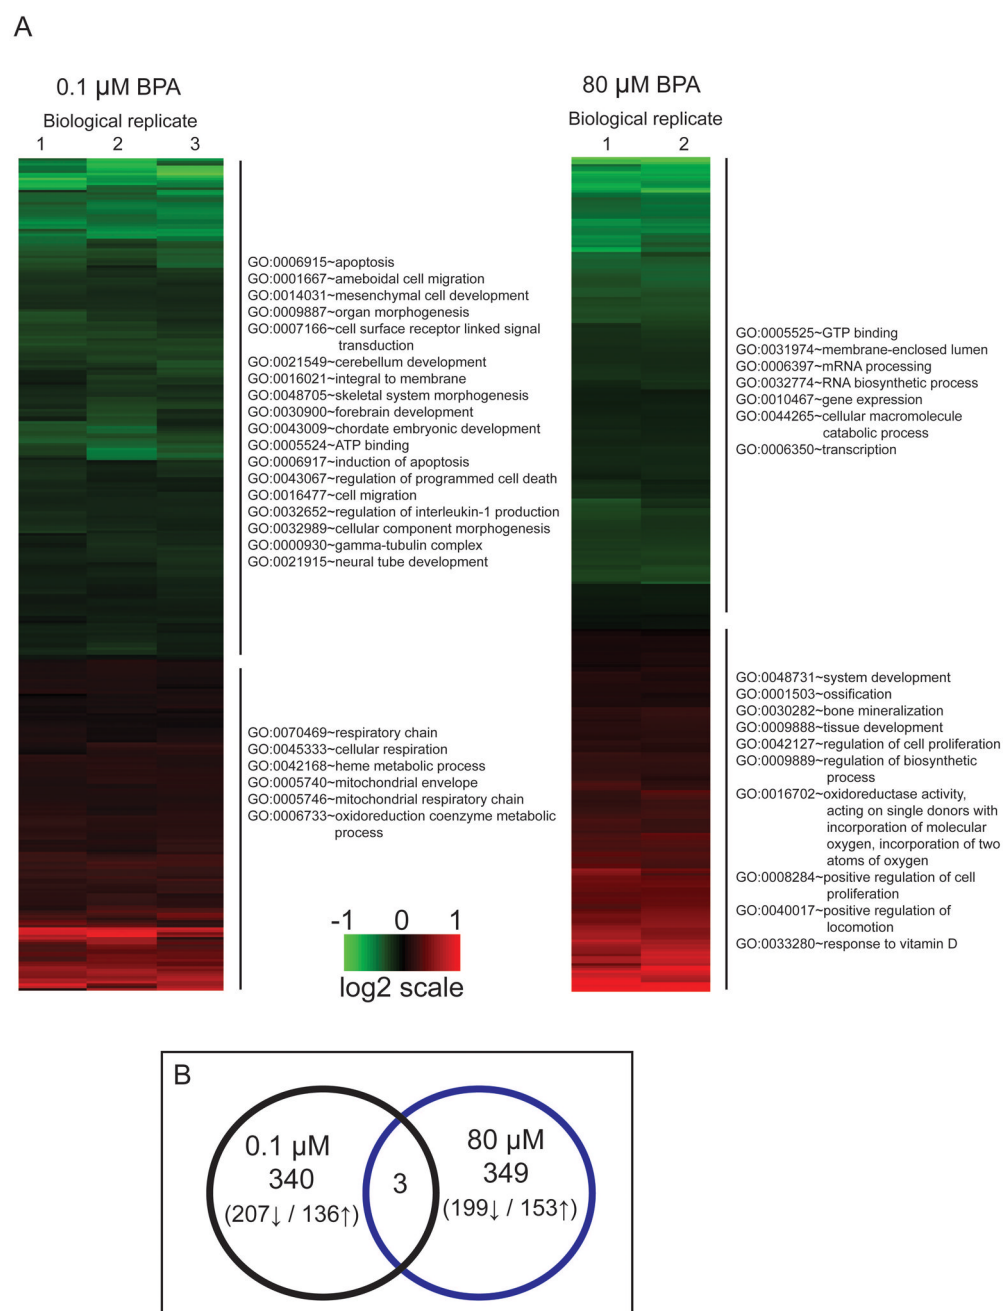 A
0.1 µM BPA
Biological replicate
1 2 3
GO:0006915~apoptosis
GO:0001667~ameboidal cell migration
GO:0014031~mesenchymal cell development
GO:0009887~organ morphogenesis
GO:0007166~cell surface receptor linked signal
transduction
GO:0021549~cerebellum development
GO:0016021~integral to membrane
GO:0048705~skeletal system morphogenesis
GO:0030900~forebrain development
GO:0043009~chordate embryonic development
GO:0005524~ATP binding
GO:0006917~induction of apoptosis
GO:0043067~regulation of programmed cell death
GO:0016477~cell migration
GO:0032652~regulation of interleukin-1 production
GO:0032989~cellular component morphogenesis
GO:0000930~gamma-tubulin complex
GO:0021915~neural tube development
GO:0070469~respiratory chain
GO:0045333~cellular respiration
GO:0042168~heme metabolic process
GO:0005740~mitochondrial envelope
GO:0005746~mitochondrial respiratory chain
GO:0006733~oxidoreduction coenzyme metabolic
process
-1 0 1
log2 scale
80 µM BPA
Biological replicate
1 2
GO:0005525~GTP binding
GO:0031974~membrane-enclosed lumen
GO:0006397~mRNA processing
GO:0032774~RNA biosynthetic process
GO:0010467~gene expression
GO:0044265~cellular macromolecule
catabolic process
GO:0006350~transcription
GO:0048731~system development
GO:0001503~ossification
GO:0030282~bone mineralization
GO:0009888~tissue development
GO:0042127~regulation of cell proliferation
GO:0009889~regulation of biosynthetic
process
GO:0016702~oxidoreductase activity,
acting on single donors with
incorporation of molecular
oxygen, incorporation of two
atoms of oxygen
GO:0008284~positive regulation of cell
proliferation
GO:0040017~positive regulation of
locomotion
GO:0033280~response to vitamin D
B
0.1 µM
340
(207↓ / 136↑)
3
80 µM
349
(199↓ / 153↑)